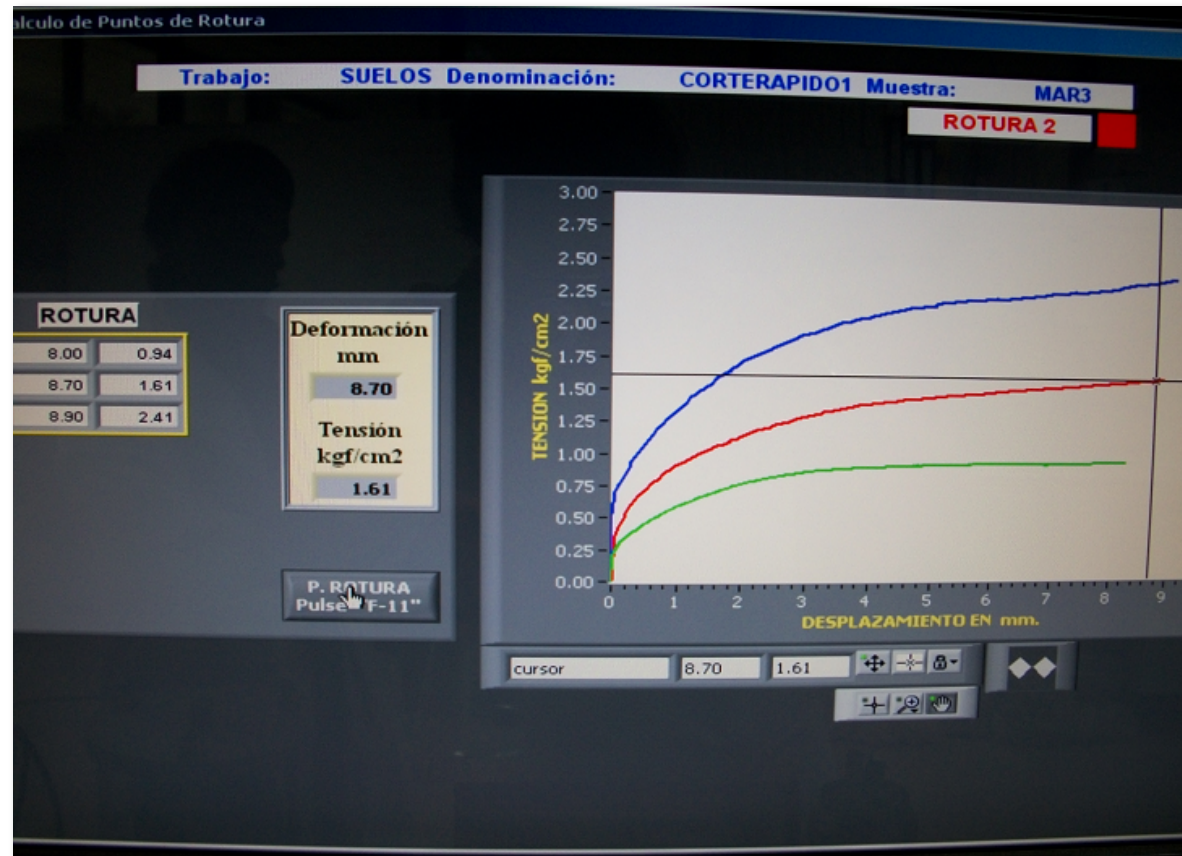 alculo de Puntos de Rotura
Trabajo: SUELOS Denominación: CORTERAPIDO1 Muestra: MAR3
ROTURA 2
ROTURA
8.00 0.94
8.70 1.61
8.90 2.41
Deformación
mm
8.70
Tensión
kgf/cm2
1.61
P. ROTURA
Pulse "F-11"
TENSION kgf/cm2
3.00
2.75
2.50
2.25
2.00
1.75
1.50
1.25
1.00
0.75
0.50
0.25
0.00
0 1 2 3 4 5 6 7 8 9
DESPLAZAMIENTO EN mm.
cursor 8.70 1.61